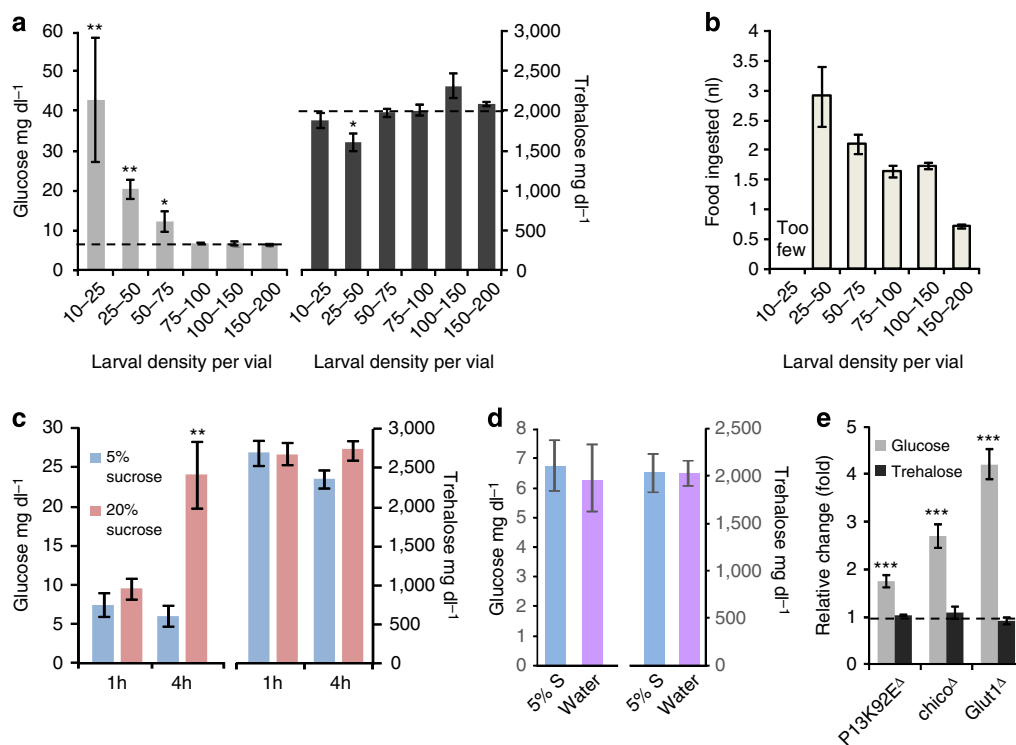 a
60
50
40
30
20
10
0
Glucose mg dl⁻¹
**
**
*
10–25
25–50
50–75
75–100
100–150
150–200
Larval density per vial
*
3,000
2,500
2,000
1,500
1,000
500
0
Trehalose mg dl⁻¹
10–25
25–50
50–75
75–100
100–150
150–200
Larval density per vial
b
4
3.5
3
2.5
2
1.5
1
0.5
0
Food ingested (nl)
Too
few
10–25
25–50
50–75
75–100
100–150
150–200
Larval density per vial
c
30
25
20
15
10
5
0
Glucose mg dl⁻¹
5%
sucrose
20%
sucrose
**
1h
4h
1h
4h
3,000
2,500
2,000
1,500
1,000
500
0
Trehalose mg dl⁻¹
d
8
7
6
5
4
3
2
1
0
Glucose mg dl⁻¹
5% S
Water
5% S
Water
2,500
2,000
1,500
1,000
500
0
Trehalose mg dl⁻¹
e
5
4
3
2
1
0
Relative change (fold)
Glucose
Trehalose
***
***
***
P13K92EΔ
chicoΔ
Glut1Δ